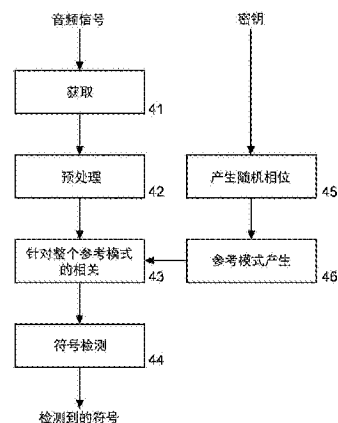 音频信号
密钥
获取
41
预处理
42
产生随机相位
45
针对整个参考模式
的相关
43
参考模式产生
46
符号检测
44
检测到的符号